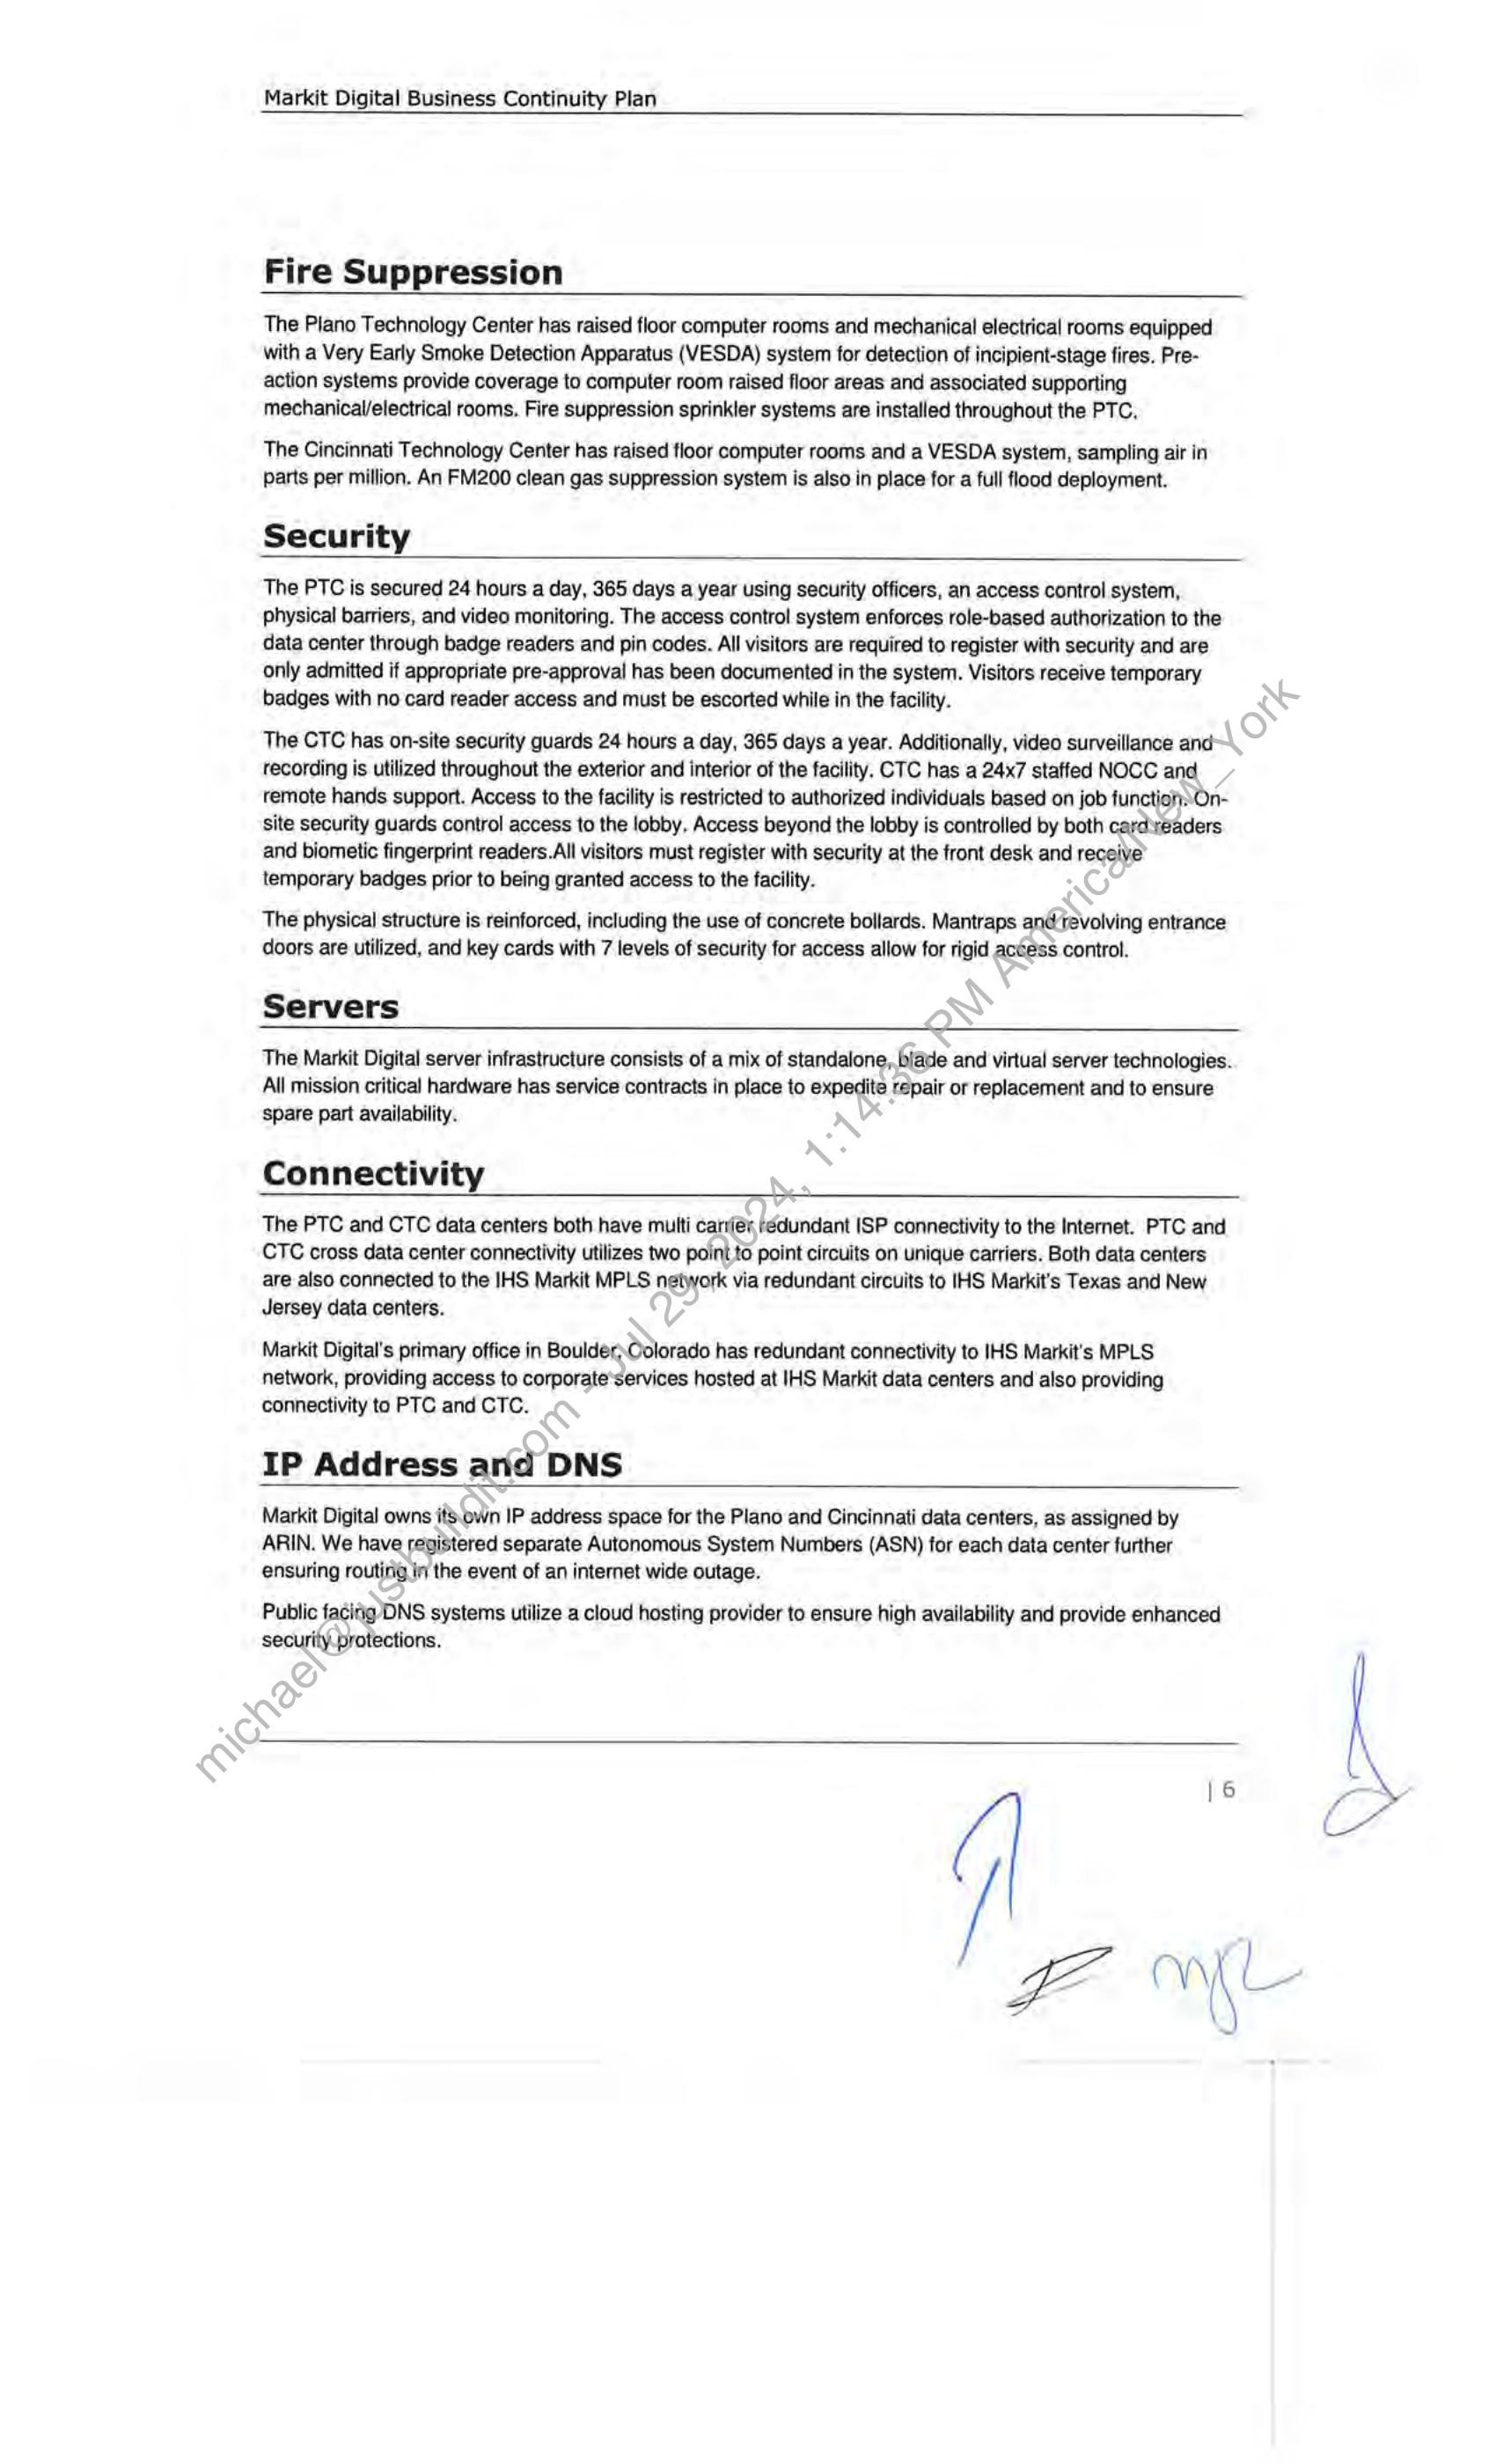 Markit Digital Business Continuity Plan
Fire Suppression
The Plano Technology Center has raised floor computer rooms and mechanical electrical rooms equipped
with a Very Early Smoke Detection Apparatus (VESDA) system for detection of incipient-stage fires. Pre-
action systems provide coverage to computer room raised floor areas and associated supporting
mechanical/electrical rooms. Fire suppression sprinkler systems are installed throughout the PTC.
The Cincinnati Technology Center has raised floor computer rooms and a VESDA system, sampling air in
parts per million. An FM200 clean gas suppression system is also in place for a full flood deployment.
Security
The PTC is secured 24 hours a day, 365 days a year using security officers, an access control system,
physical barriers, and video monitoring. The access control system enforces role-based authorization to the
data center through badge readers and pin codes. All visitors are required to register with security and are
only admitted if appropriate pre-approval has been documented in the system. Visitors receive temporary
badges with no card reader access and must be escorted while in the facility.
The CTC has on-site security guards 24 hours a day, 365 days a year. Additionally, video surveillance and
recording is utilized throughout the exterior and interior of the facility. CTC has a 24x7 staffed NOCC and
remote hands support. Access to the facility is restricted to authorized individuals based on job function. On-
site security guards control access to the lobby. Access beyond the lobby is controlled by both card readers
and biometic fingerprint readers.All visitors must register with security at the front desk and receive
temporary badges prior to being granted access to the facility.
The physical structure is reinforced, including the use of concrete bollards. Mantraps and revolving entrance
doors are utilized, and key cards with 7 levels of security for access allow for rigid access control.
Servers
The Markit Digital server infrastructure consists of a mix of standalone, blade and virtual server technologies.
All mission critical hardware has service contracts in place to expedite repair or replacement and to ensure
spare part availability.
Connectivity
The PTC and CTC data centers both have multi carrier redundant ISP connectivity to the Internet. PTC and
CTC cross data center connectivity utilizes two point to point circuits on unique carriers. Both data centers
are also connected to the IHS Markit MPLS network via redundant circuits to IHS Markit's Texas and New
Jersey data centers.
Markit Digital's primary office in Boulder, Colorado has redundant connectivity to IHS Markit's MPLS
network, providing access to corporate services hosted at IHS Markit data centers and also providing
connectivity to PTC and CTC.
IP Address and DNS
Markit Digital owns its own IP address space for the Plano and Cincinnati data centers, as assigned by
ARIN. We have registered separate Autonomous System Numbers (ASN) for each data center further
ensuring routing in the event of an internet wide outage.
Public facing DNS systems utilize a cloud hosting provider to ensure high availability and provide enhanced
security protections.
| 6
michael@justbuildit.com - Jul 29, 2024, 1:14:36 PM America/New_York